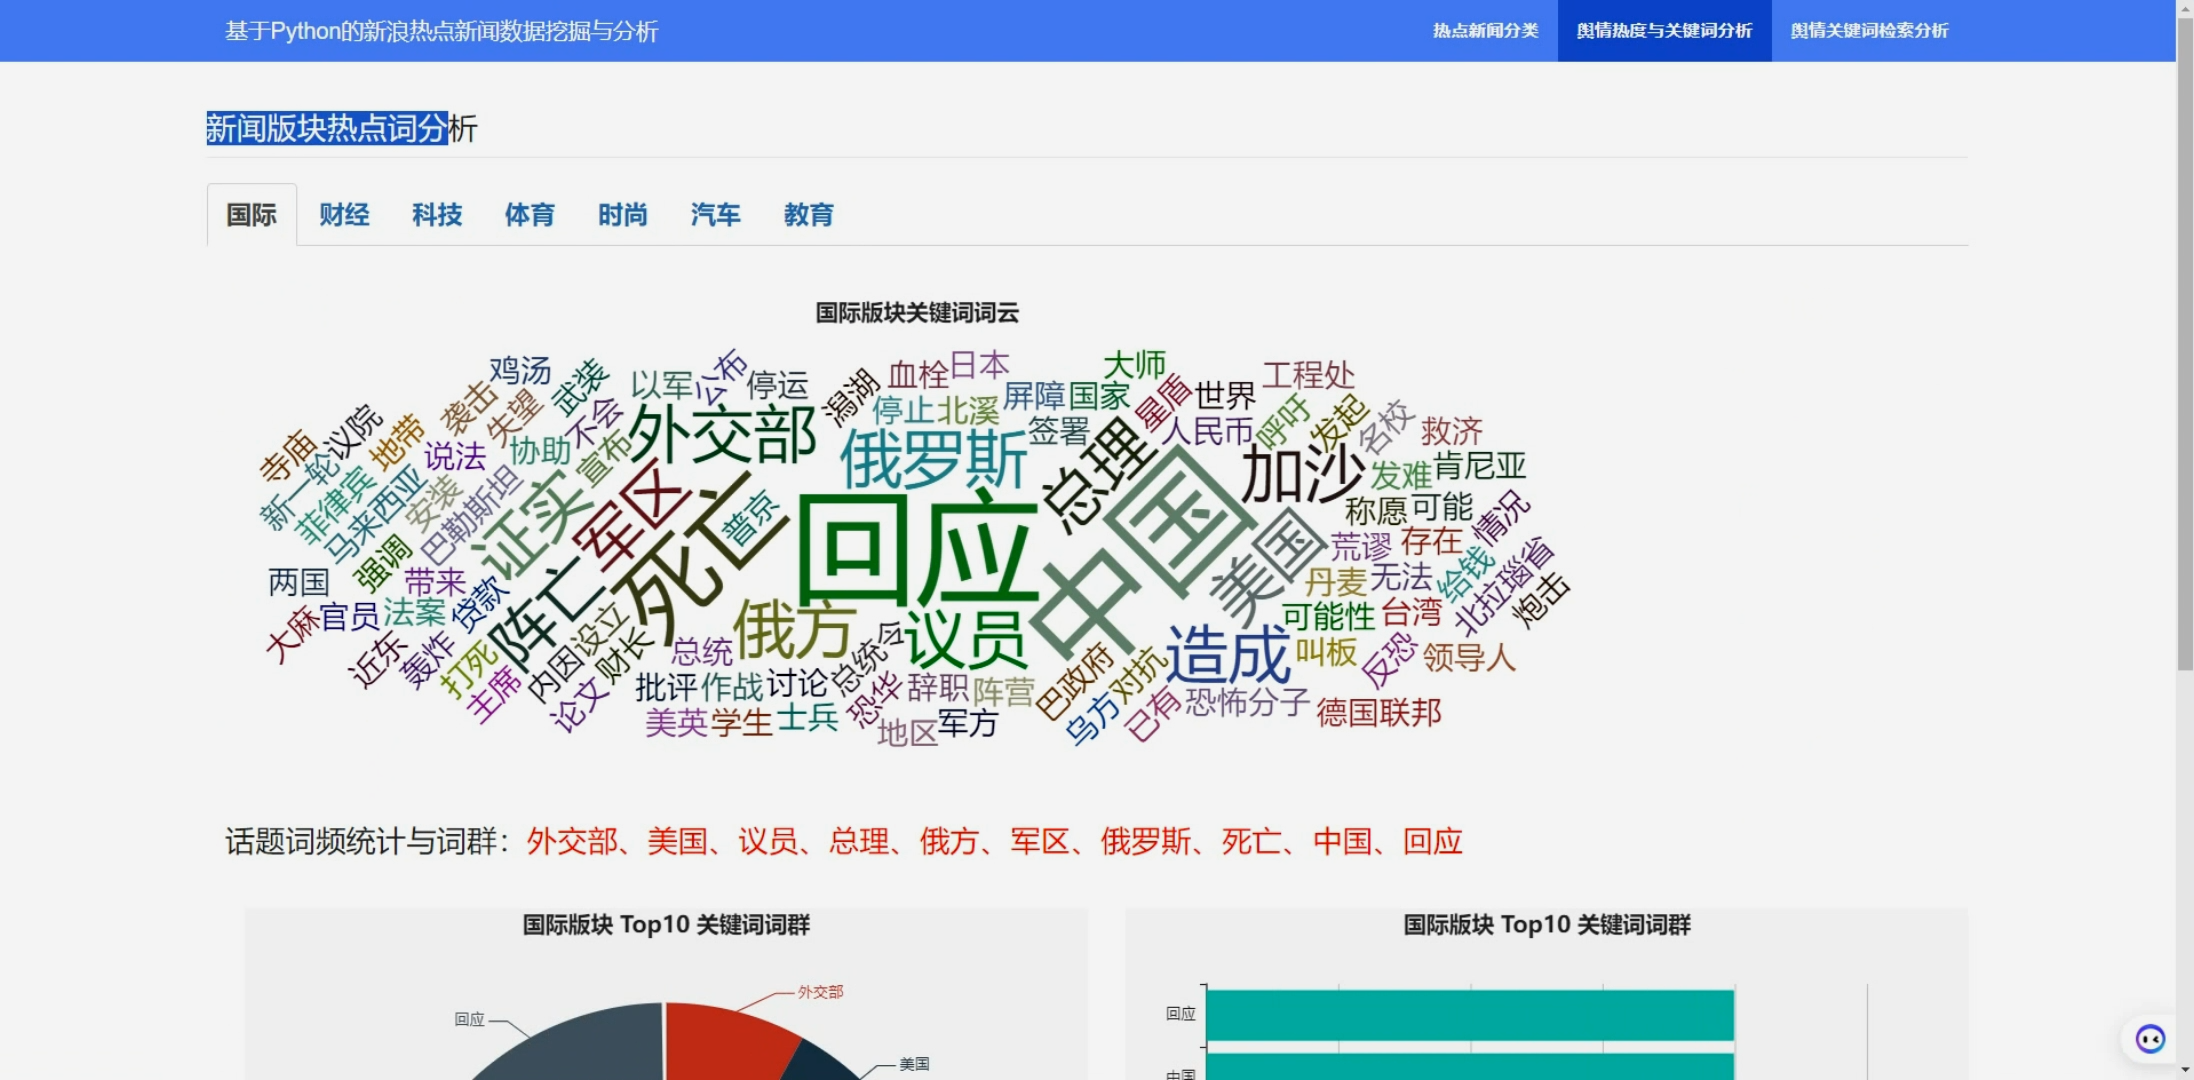 基于Python的新浪热点新闻数据挖掘与分析
热点新闻分类
舆情热度与关键词分析
舆情关键词检索分析
新闻版块热点词分析
国际
财经
科技
体育
时尚
汽车
教育
国际版块关键词词云
鸡汤
武装
以军
公布
停运
潟湖
血栓
日本
大师
工程处
袭击
失望
不会
屏障
国家
星盾
世界
停止
北溪
签署
人民币
呼吁
发起
名校
救济
寺庙
议院
地带
说法
协助
宣布
外交部
俄罗斯
总理
加沙
发难
肯尼亚
新一轮
菲律宾
马来西亚
安装
巴勒斯坦
证实
军区
死亡
普京
回应
中国
美国
称愿
可能
情况
荒谬
存在
两国
强调
带来
贷款
阵亡
丹麦
无法
给钱
北拉瑙省
炮击
大麻
官员
法案
俄方
议员
造成
可能性
台湾
近东
轰炸
打死
主席
内因
设立
财长
总统
总统令
叫板
反恐
领导人
论文
批评
作战
讨论
恐华
辞职
阵营
巴政府
对抗
恐怖分子
德国联邦
美英
学生
士兵
地区
军方
乌方
已有
话题词频统计与词群：外交部、美国、议员、总理、俄方、军区、俄罗斯、死亡、中国、回应
国际版块 Top10 关键词词群
外交部
回应
美国
国际版块 Top10 关键词词群
回应
中国